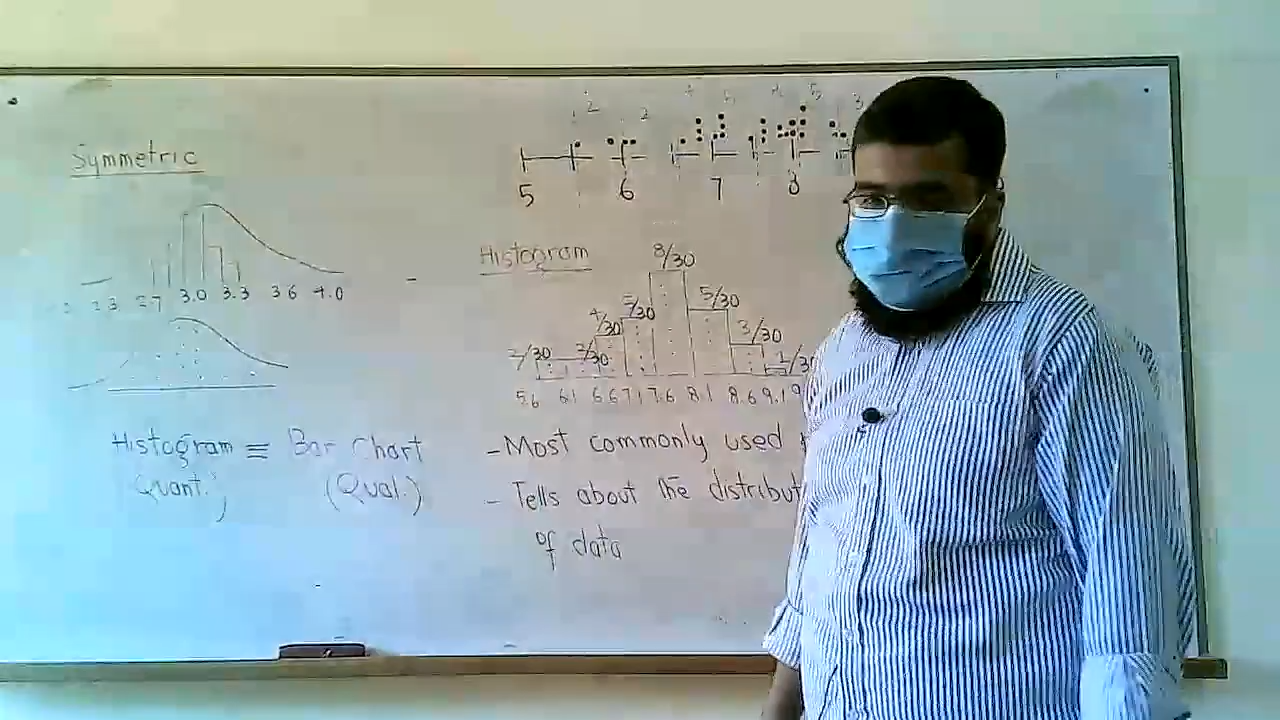 Symmetric
2.7 3.0 3.3 3.6 4.0
Histogram ≡ Bar Chart
(Quant.) (Qual.)
5 6 7 8
Histogram
2/30 2/30 4/30 5/30 8/30 5/30 3/30 1/30
5.6 6.1 6.6 7.1 7.6 8.1 8.6 9.1
- Most commonly used
- Tells about the distribut
of data